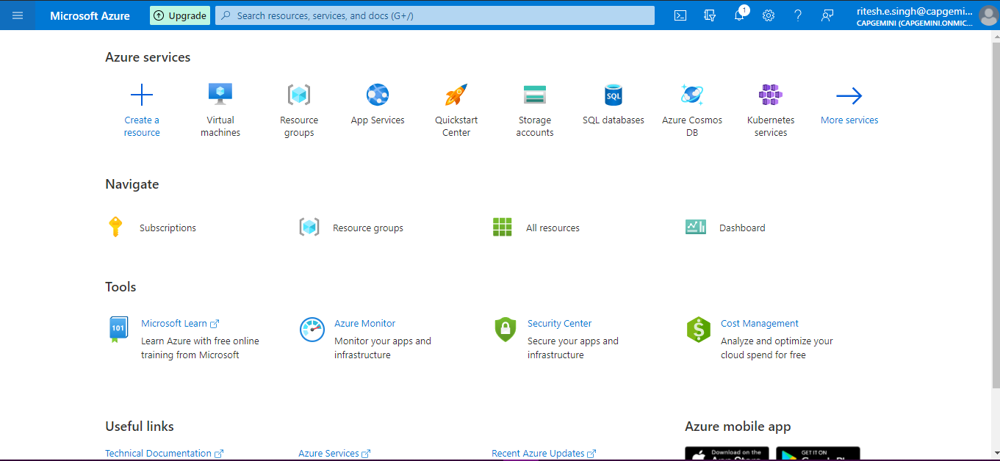 Microsoft Azure
Upgrade
Search resources, services, and docs (G+/)
1
ritesh.e.singh@capgemi...
CAPGEMINI (CAPGEMINI.ONMIC...
Azure services
Create a
resource
Virtual
machines
Resource
groups
App Services
Quickstart
Center
Storage
accounts
SQL
SQL databases
Azure Cosmos
DB
Kubernetes
services
More services
Navigate
Subscriptions
Resource groups
All resources
Dashboard
Tools
101
Microsoft Learn
Learn Azure with free online
training from Microsoft
Azure Monitor
Monitor your apps and
infrastructure
Security Center
Secure your apps and
infrastructure
$
Cost Management
Analyze and optimize your
cloud spend for free
Useful links
Technical Documentation
Azure Services
Recent Azure Updates
Azure mobile app
Download on the
App Store
GET IT ON